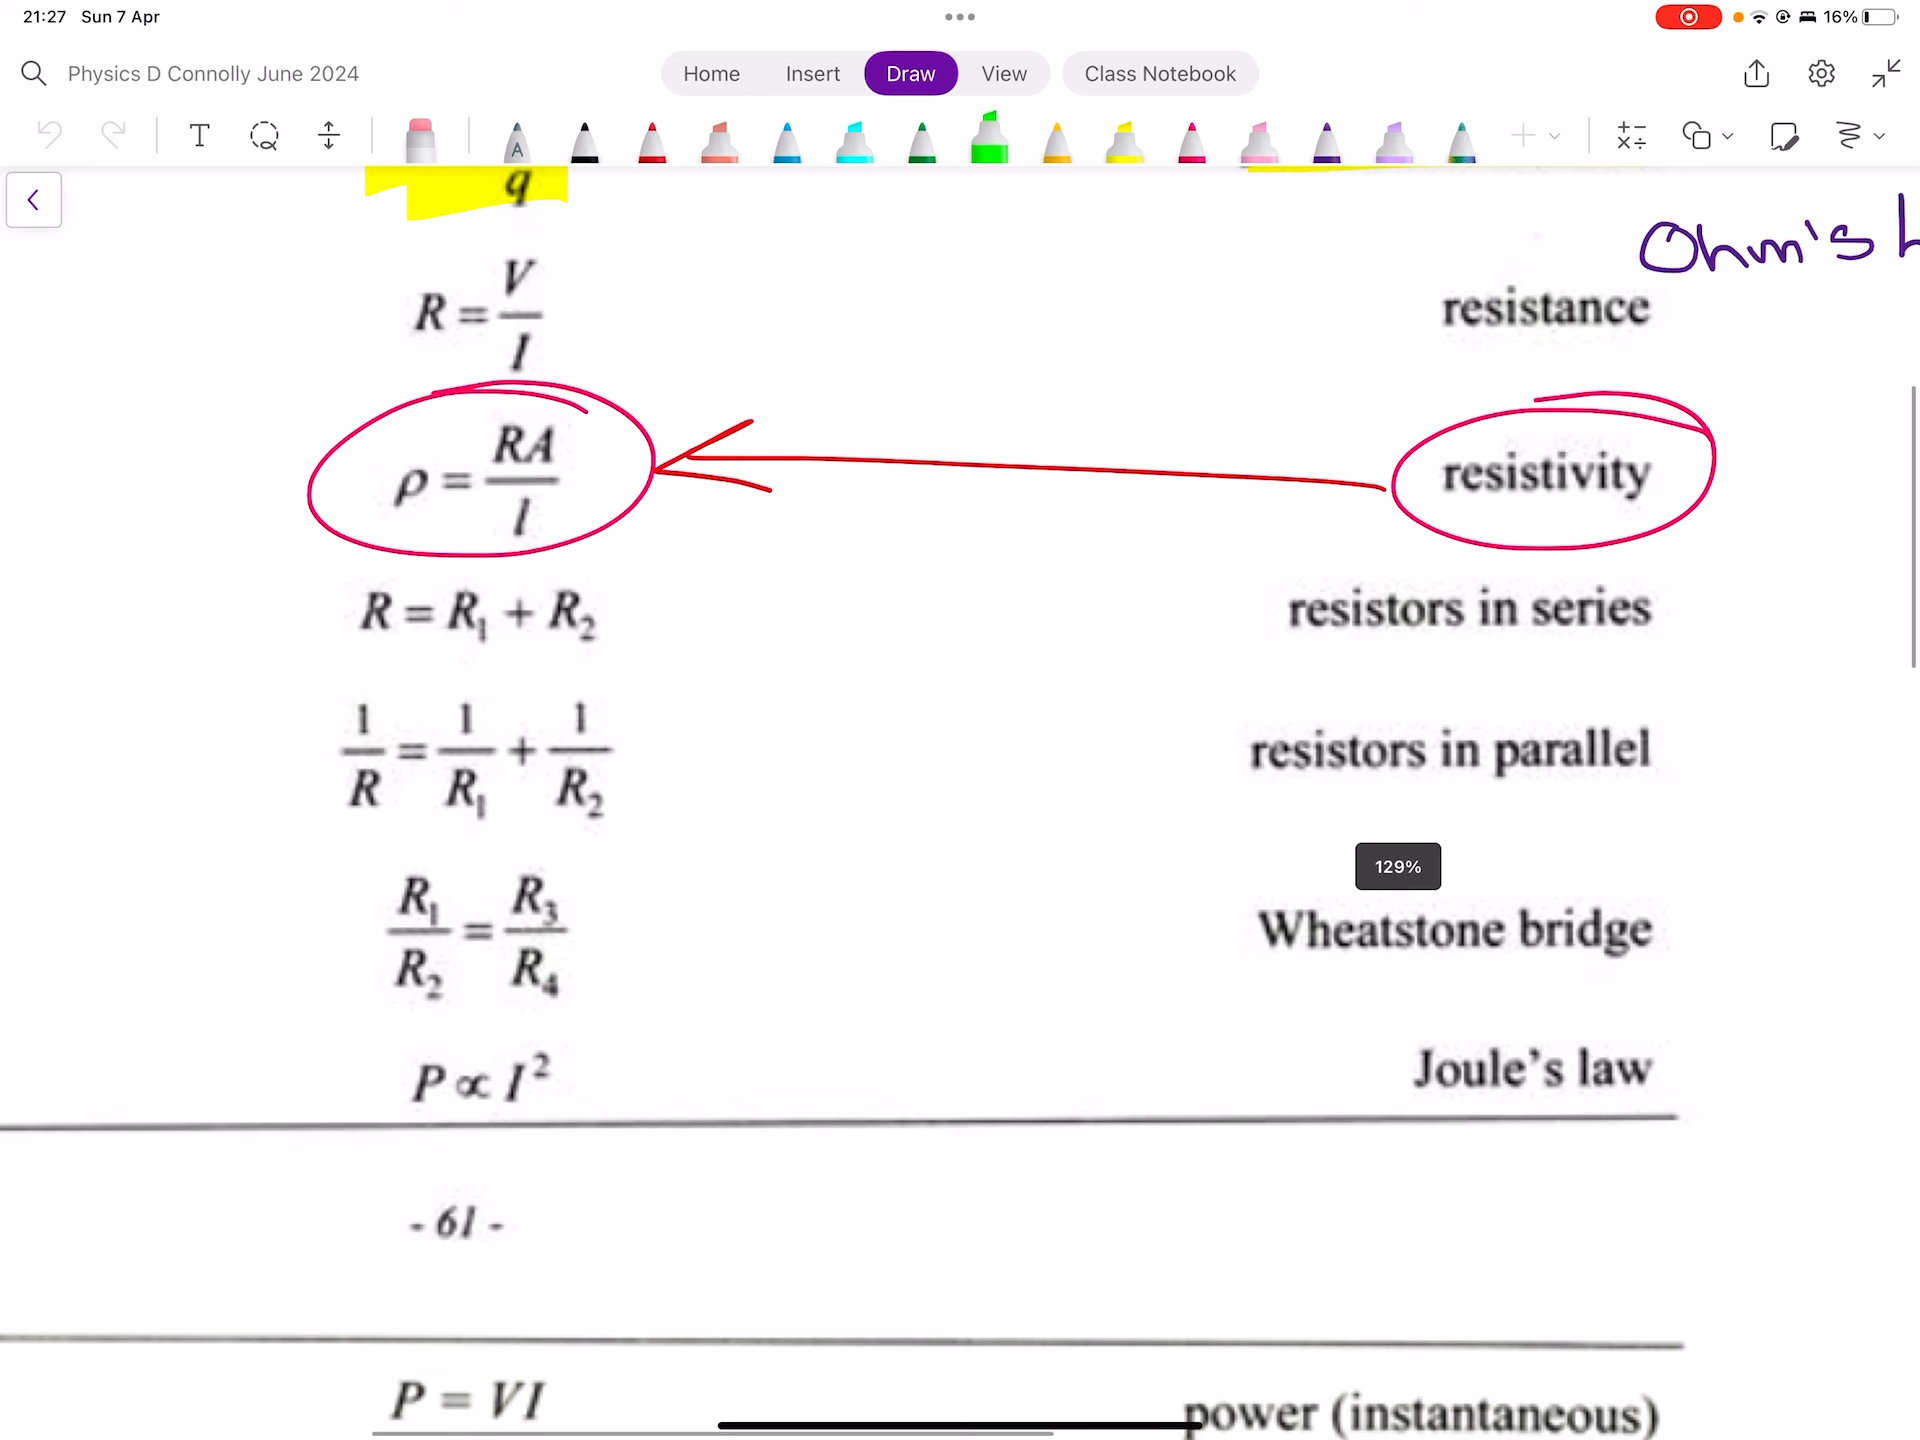 21:27 Sun 7 Apr
16%
Physics D Connolly June 2024
Home Insert Draw View Class Notebook
T
A
q
Ohm's
R = V/I resistance
ρ = RA/l resistivity
R = R₁ + R₂ resistors in series
1/R = 1/R₁ + 1/R₂ resistors in parallel
129%
R₁/R₂ = R₃/R₄ Wheatstone bridge
P ∝ I² Joule's law
- 61 -
P = VI power (instantaneous)